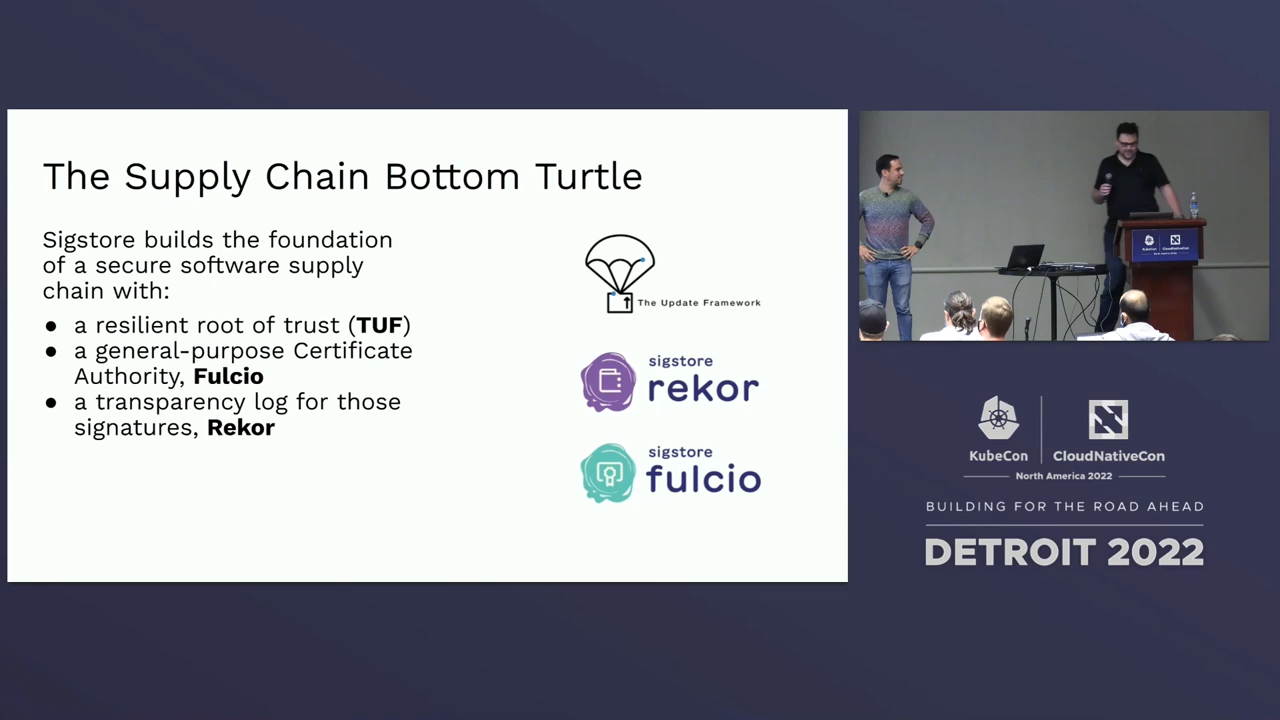 The Supply Chain Bottom Turtle
Sigstore builds the foundation
of a secure software supply
chain with:
● a resilient root of trust (TUF)
● a general-purpose Certificate
Authority, Fulcio
● a transparency log for those
signatures, Rekor
The Update Framework
sigstore
rekor
sigstore
fulcio
KubeCon
CloudNativeCon
KubeCon
CloudNativeCon
North America 2022
BUILDING FOR THE ROAD AHEAD
DETROIT 2022